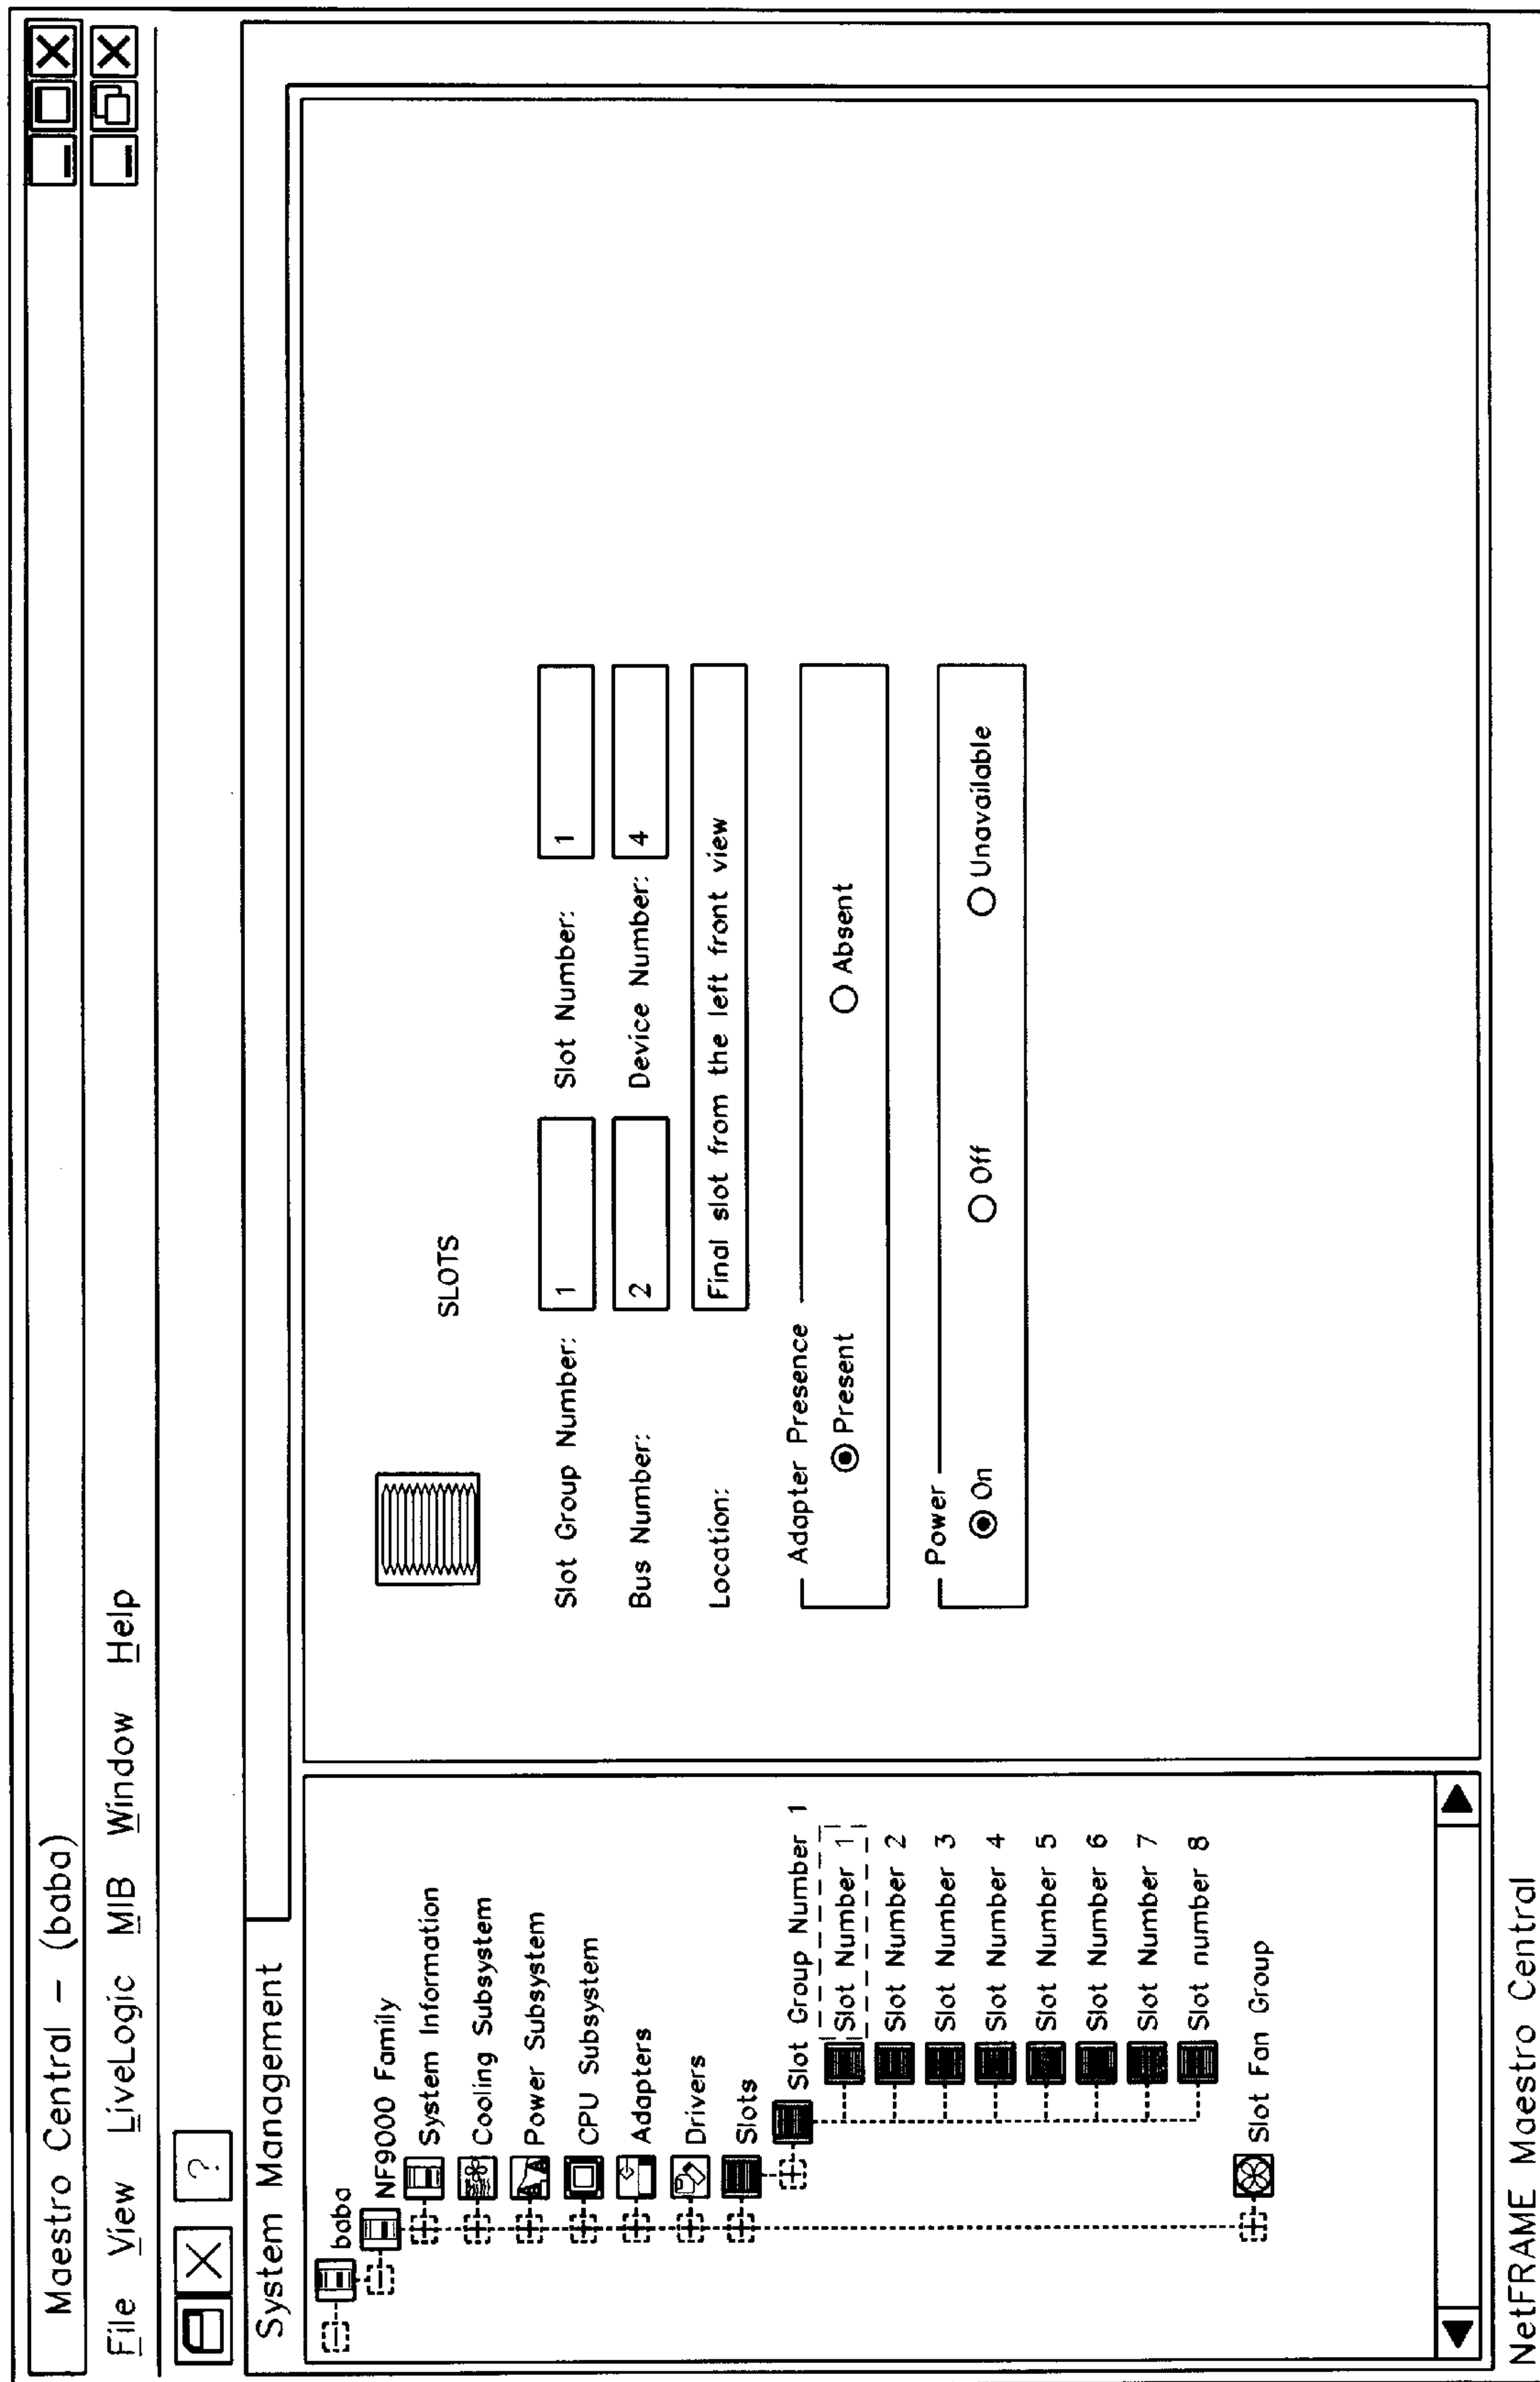 Maestro Central – (baba)
File View LiveLogic MIB Window Help
?
System Management
baba
NF9000 Family
System Information
Cooling Subsystem
Power Subsystem
CPU Subsystem
Adapters
Drivers
Slots
Slot Group Number 1
Slot Number 1
Slot Number 2
Slot Number 3
Slot Number 4
Slot Number 5
Slot Number 6
Slot Number 7
Slot number 8
Slot Fan Group
SLOTS
Slot Group Number: 1 Slot Number: 1
Bus Number: 2 Device Number: 4
Location: Final slot from the left front view
Adapter Presence
Present Absent
Power
On Off Unavailable
NetFRAME Maestro Central